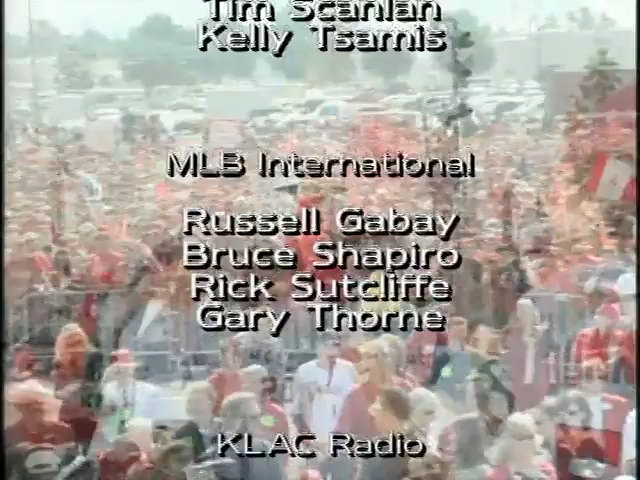 Tim Scanlan
Kelly Tsamis
MLB International
Russell Gabay
Bruce Shapiro
Rick Sutcliffe
Gary Thorne
KLAC Radio